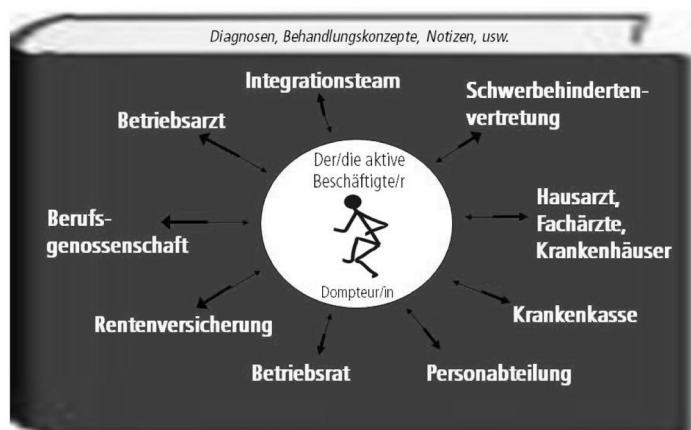 Diagnosen, Behandlungskonzepte, Notizen, usw.
Integrationsteam
Schwerbehinderten-
vertretung
Betriebsarzt
Der/die aktive
Beschäftigte/r
Hausarzt,
Fachärzte,
Krankenhäuser
Berufs-
genossenschaft
Dompteur/in
Krankenkasse
Rentenversicherung
Betriebsrat
Personabteilung